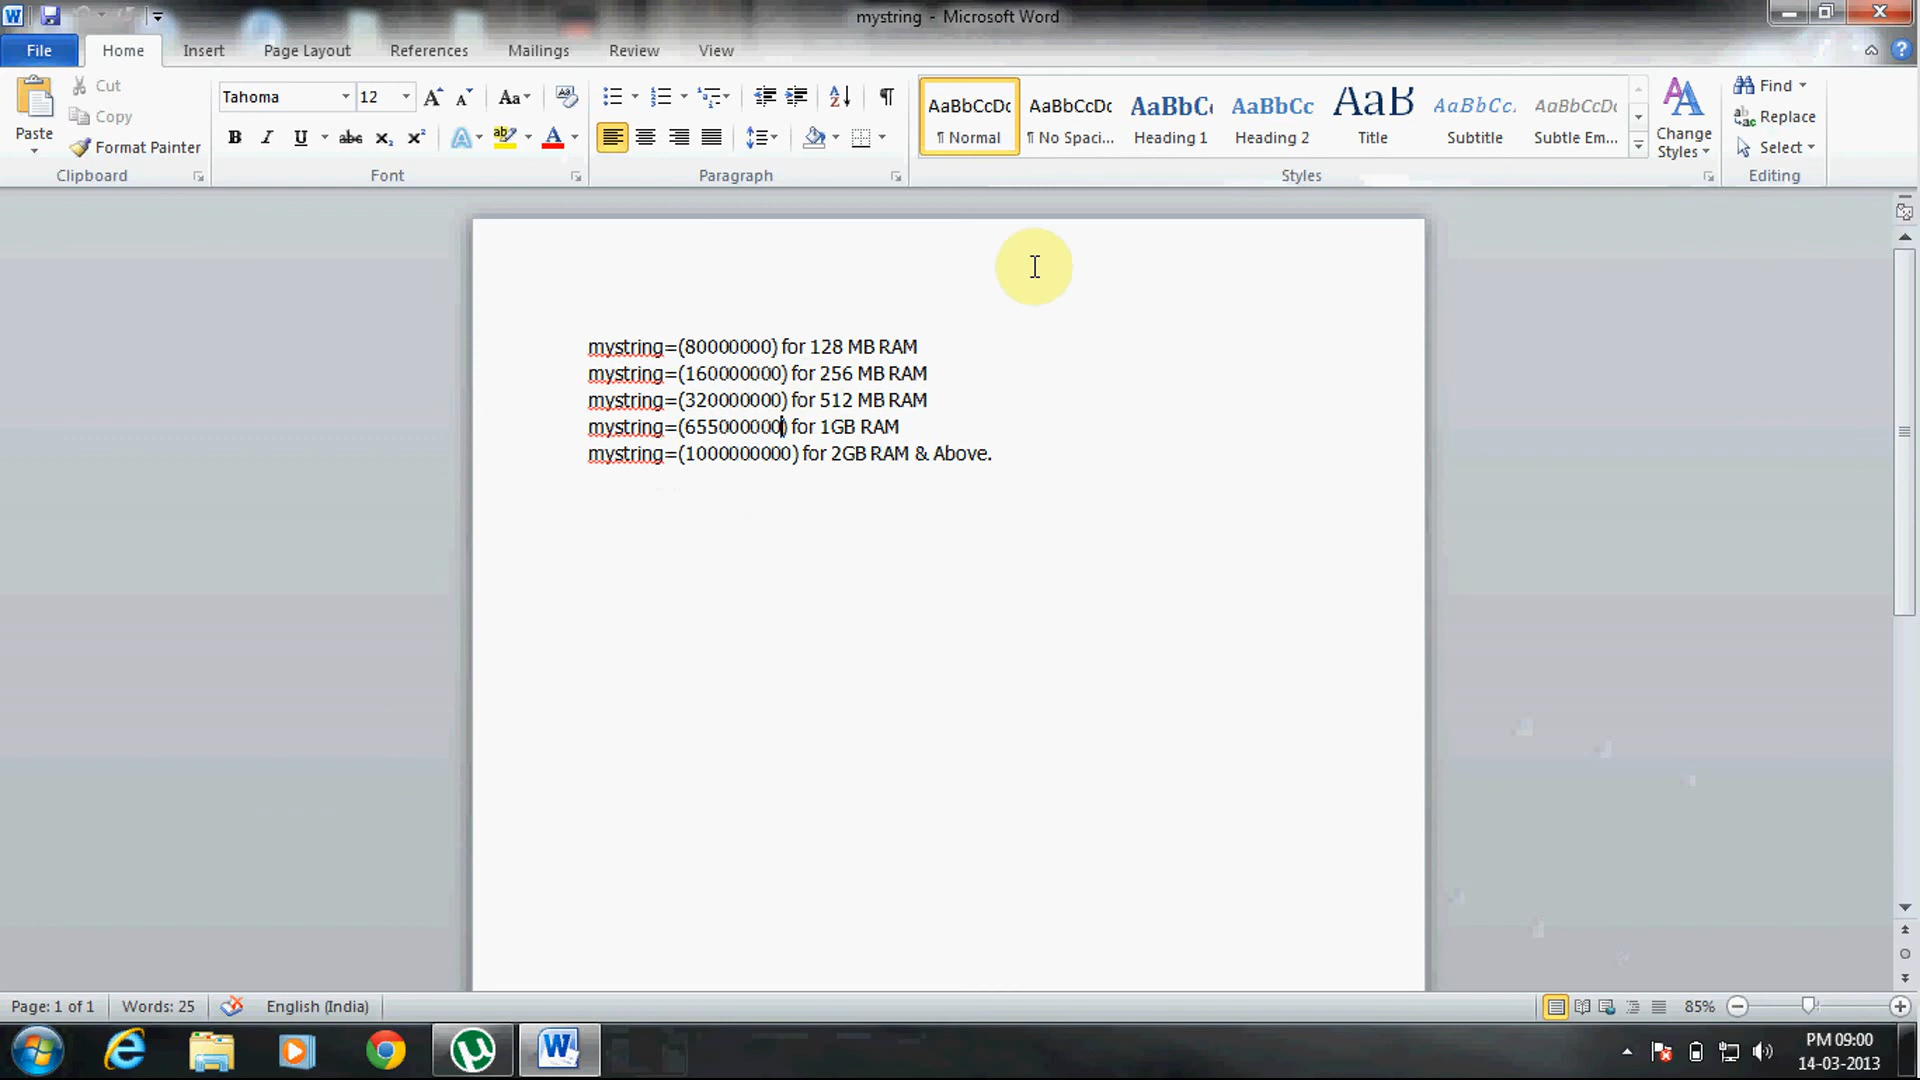 mystring - Microsoft Word
File Home Insert Page Layout References Mailings Review View
Paste
Cut
Copy
Format Painter
Clipboard
Tahoma 12
Font
Paragraph
AaBbCcDc AaBbCcDc AaBbC AaBbCc AaB AaBbCc. AaBbCcDc
¶ Normal ¶ No Spaci... Heading 1 Heading 2 Title Subtitle Subtle Em...
Styles
Change Styles
Find
Replace
Select
Editing
mystring=(80000000) for 128 MB RAM
mystring=(160000000) for 256 MB RAM
mystring=(320000000) for 512 MB RAM
mystring=(655000000) for 1GB RAM
mystring=(1000000000) for 2GB RAM & Above.
Page: 1 of 1 Words: 25 English (India) 85%
PM 09:00
14-03-2013